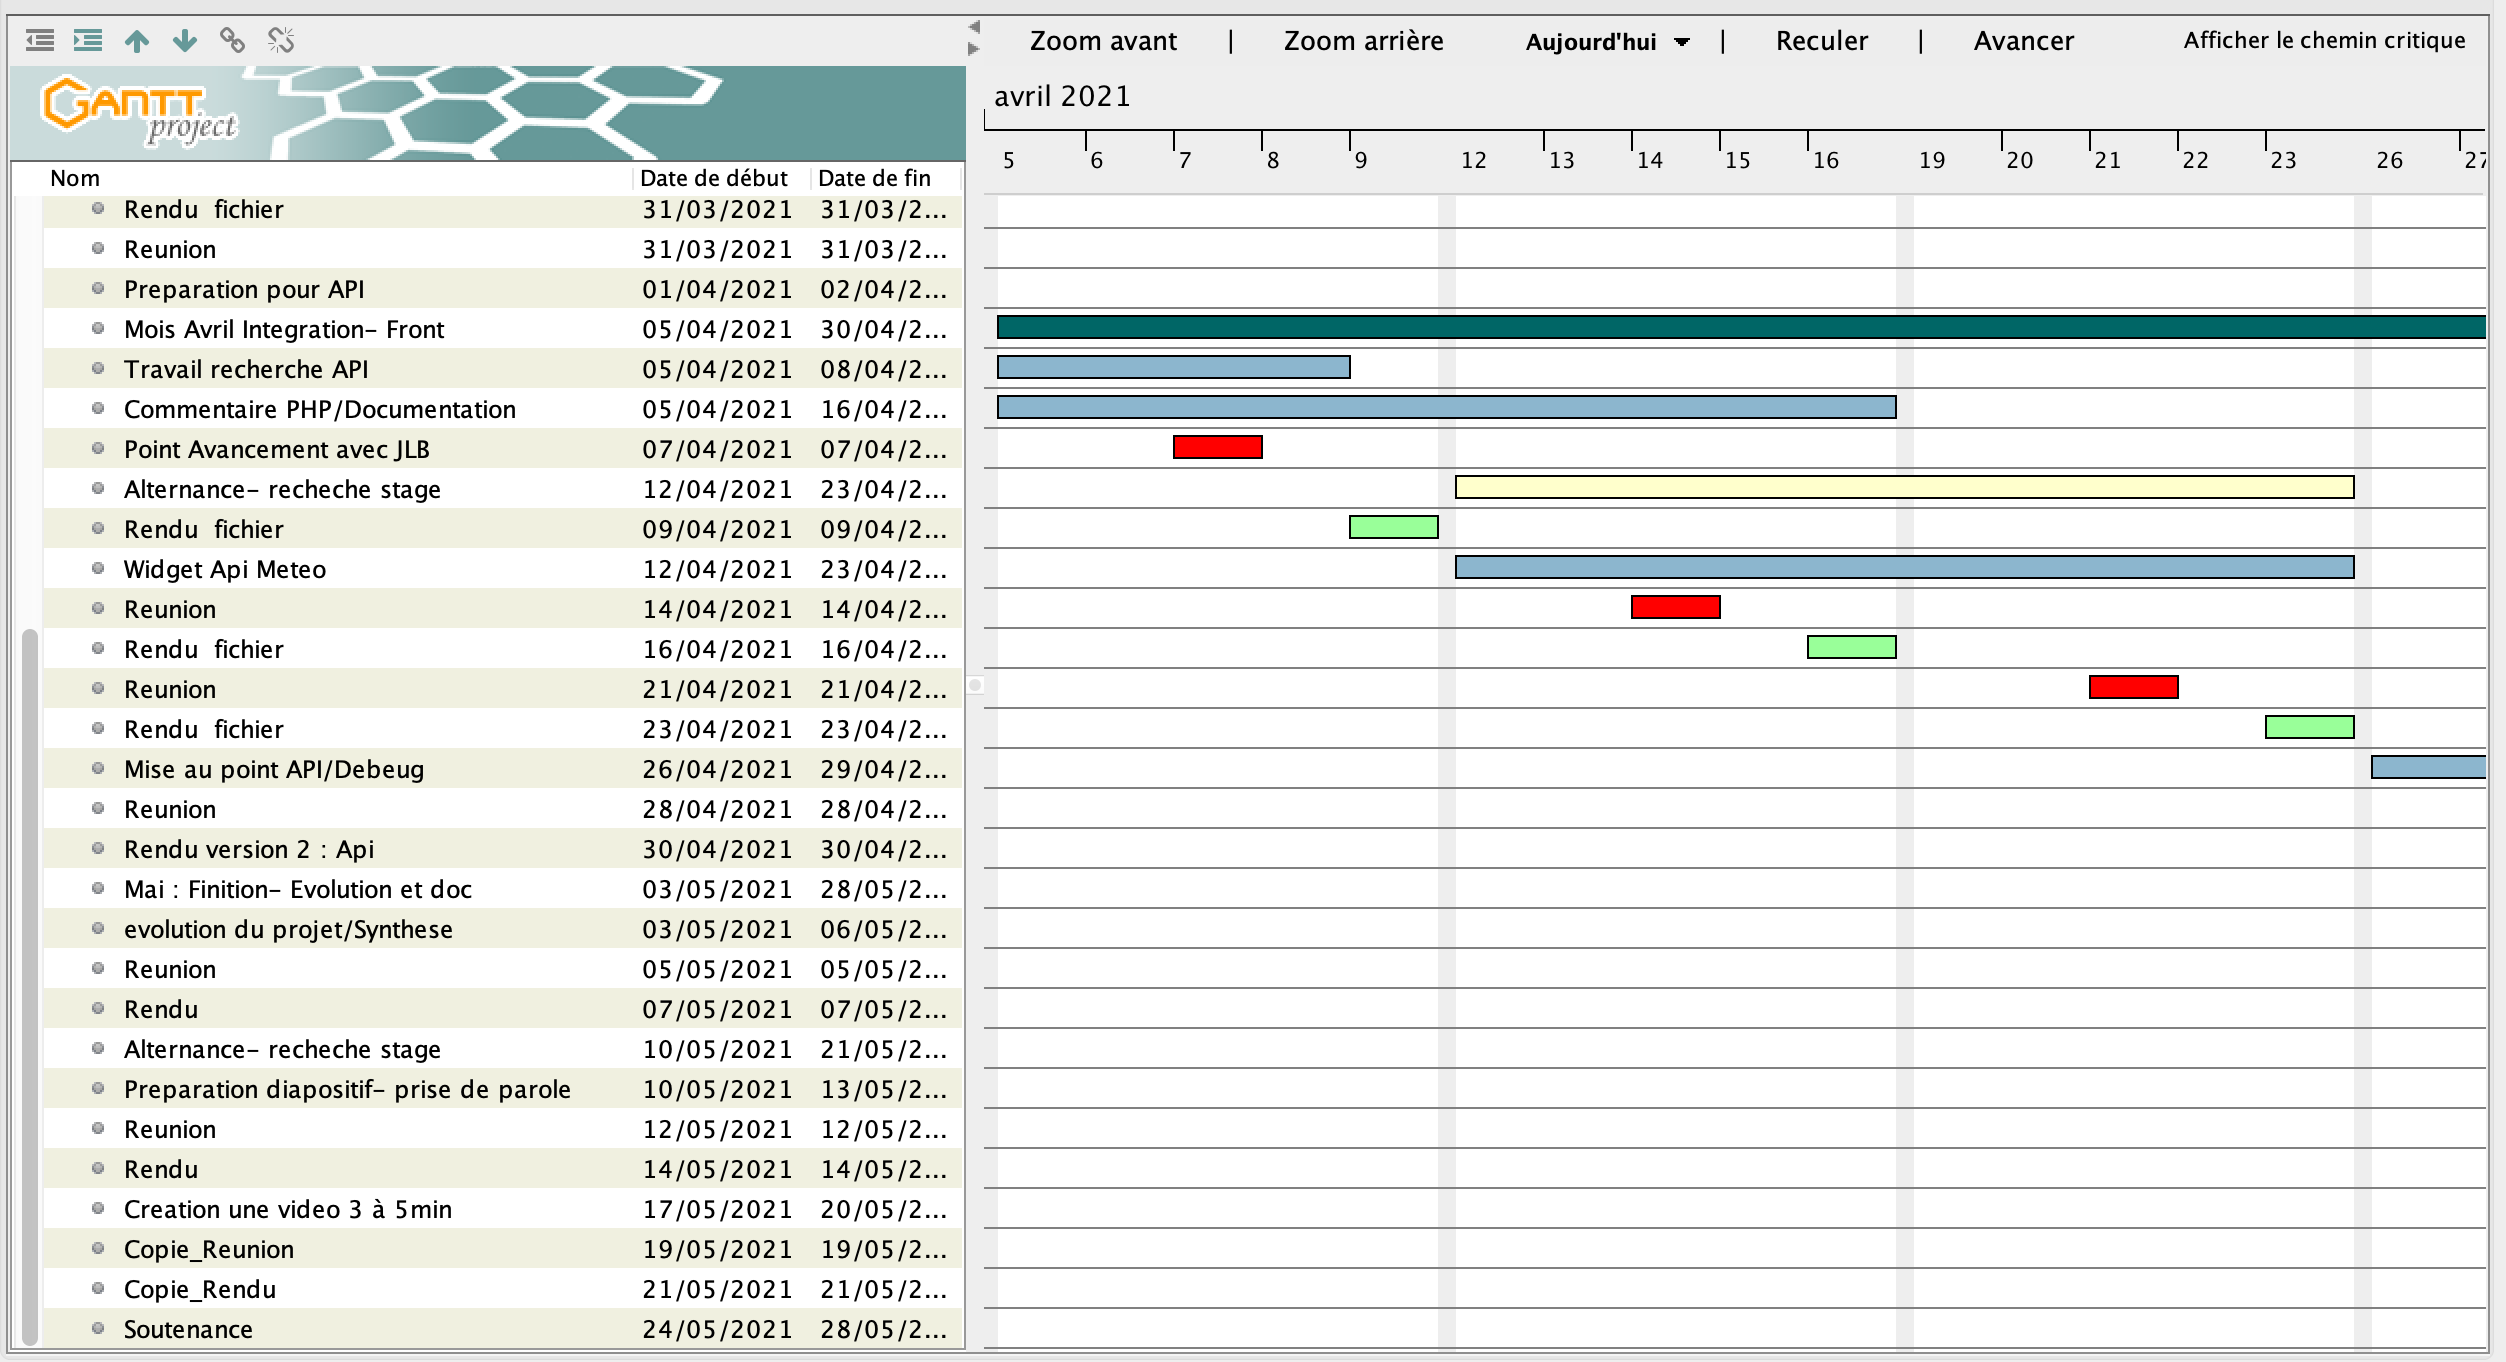 Zoom avant | Zoom arrière Aujourd'hui | Reculer | Avancer Afficher le chemin critique
GANTT
project
avril 2021
5 6 7 8 9 12 13 14 15 16 19 20 21 22 23 26 27
Nom Date de début Date de fin
Rendu fichier 31/03/2021 31/03/2...
Reunion 31/03/2021 31/03/2...
Preparation pour API 01/04/2021 02/04/2...
Mois Avril Integration- Front 05/04/2021 30/04/2...
Travail recherche API 05/04/2021 08/04/2...
Commentaire PHP/Documentation 05/04/2021 16/04/2...
Point Avancement avec JLB 07/04/2021 07/04/2...
Alternance- recheche stage 12/04/2021 23/04/2...
Rendu fichier 09/04/2021 09/04/2...
Widget Api Meteo 12/04/2021 23/04/2...
Reunion 14/04/2021 14/04/2...
Rendu fichier 16/04/2021 16/04/2...
Reunion 21/04/2021 21/04/2...
Rendu fichier 23/04/2021 23/04/2...
Mise au point API/Debeug 26/04/2021 29/04/2...
Reunion 28/04/2021 28/04/2...
Rendu version 2 : Api 30/04/2021 30/04/2...
Mai : Finition- Evolution et doc 03/05/2021 28/05/2...
evolution du projet/Synthese 03/05/2021 06/05/2...
Reunion 05/05/2021 05/05/2...
Rendu 07/05/2021 07/05/2...
Alternance- recheche stage 10/05/2021 21/05/2...
Preparation diapositif- prise de parole 10/05/2021 13/05/2...
Reunion 12/05/2021 12/05/2...
Rendu 14/05/2021 14/05/2...
Creation une video 3 à 5min 17/05/2021 20/05/2...
Copie_Reunion 19/05/2021 19/05/2...
Copie_Rendu 21/05/2021 21/05/2...
Soutenance 24/05/2021 28/05/2...